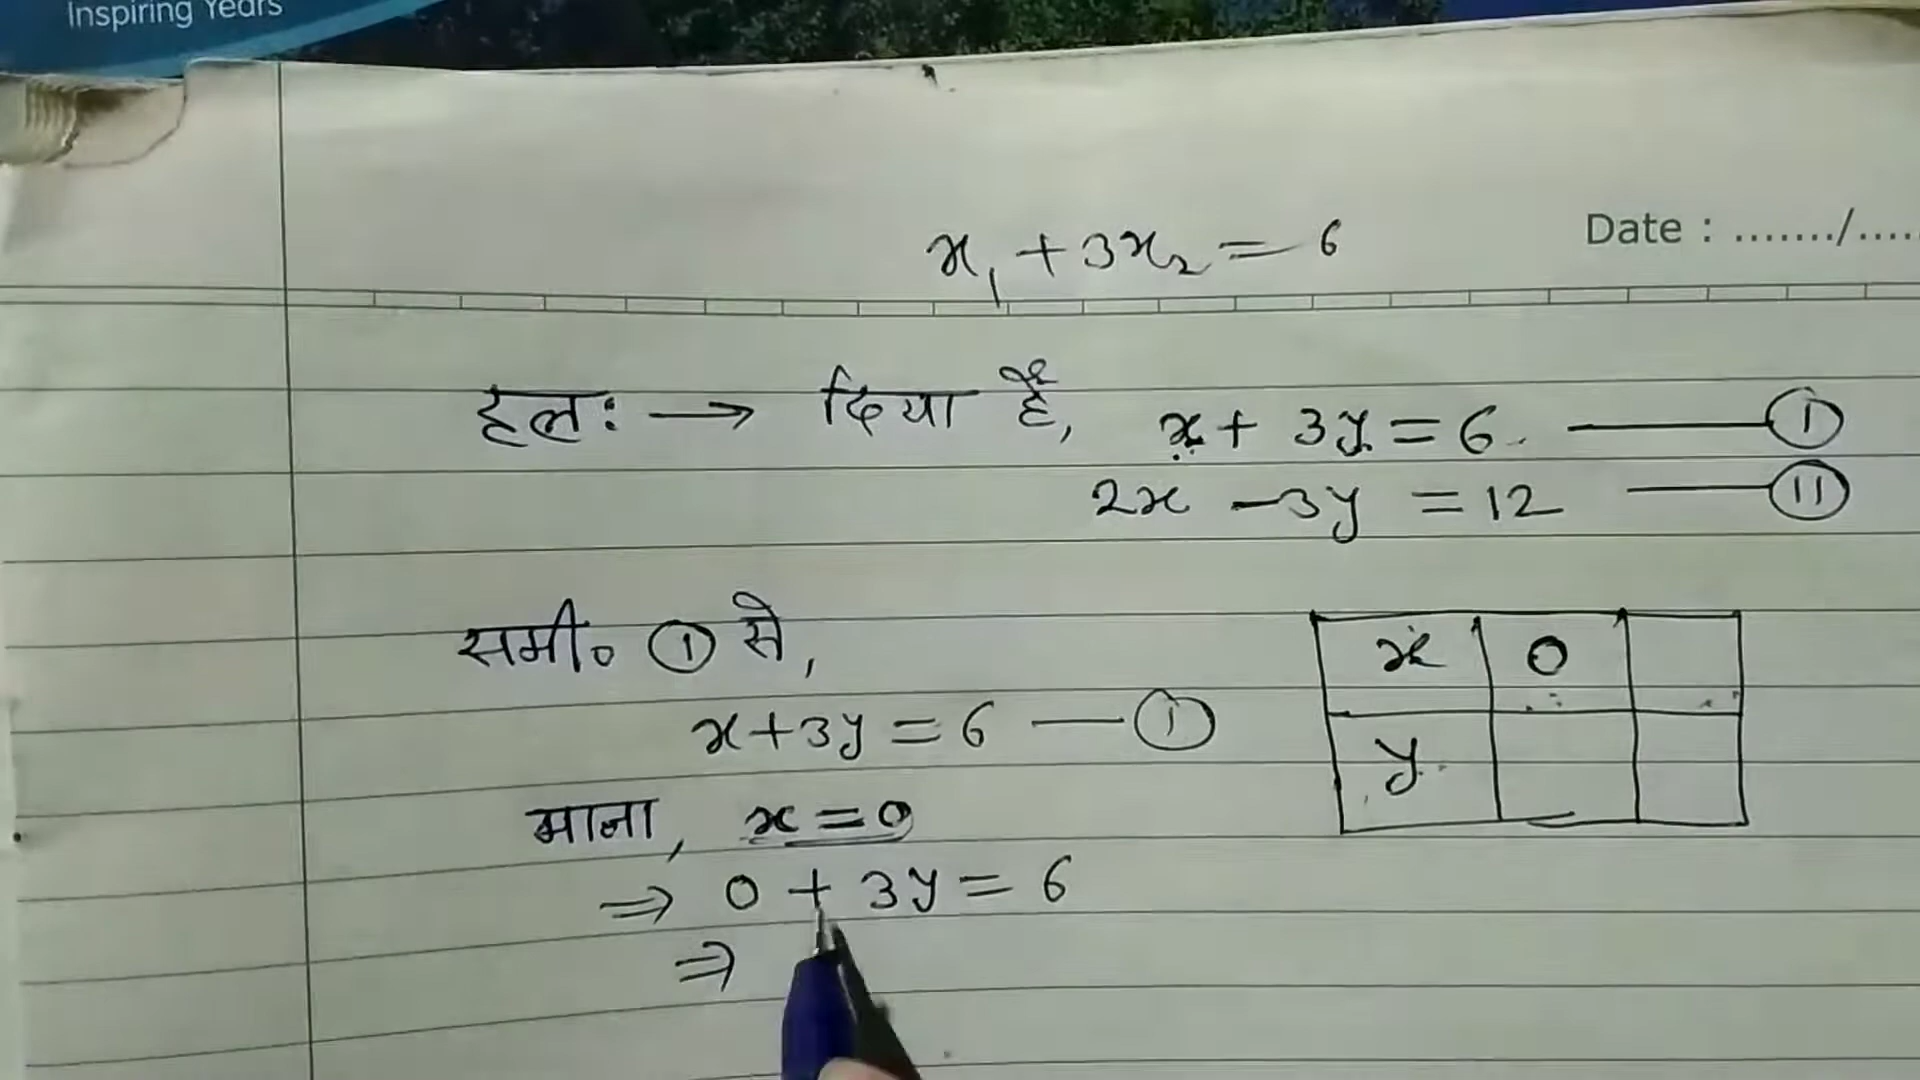 Inspiring Years
x₁ + 3x₂ = 6
Date : ......./.....
हलः → दिया है, x + 3y = 6. —— (I)
2x - 3y = 12 —— (II)
समी० (I) से,
x + 3y = 6 — (I)
x 0
y
माना, x = 0
⇒ 0 + 3y = 6
⇒